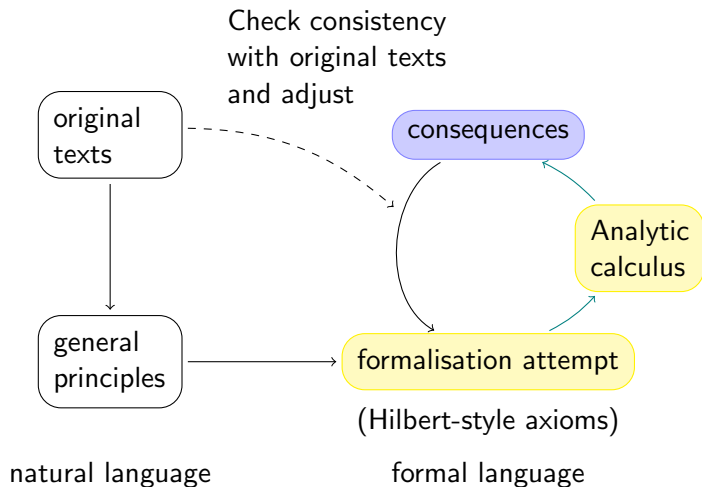 Check consistency
with original texts
and adjust
original
texts
consequences
Analytic
calculus
general
principles
formalisation attempt
(Hilbert-style axioms)
natural language
formal language